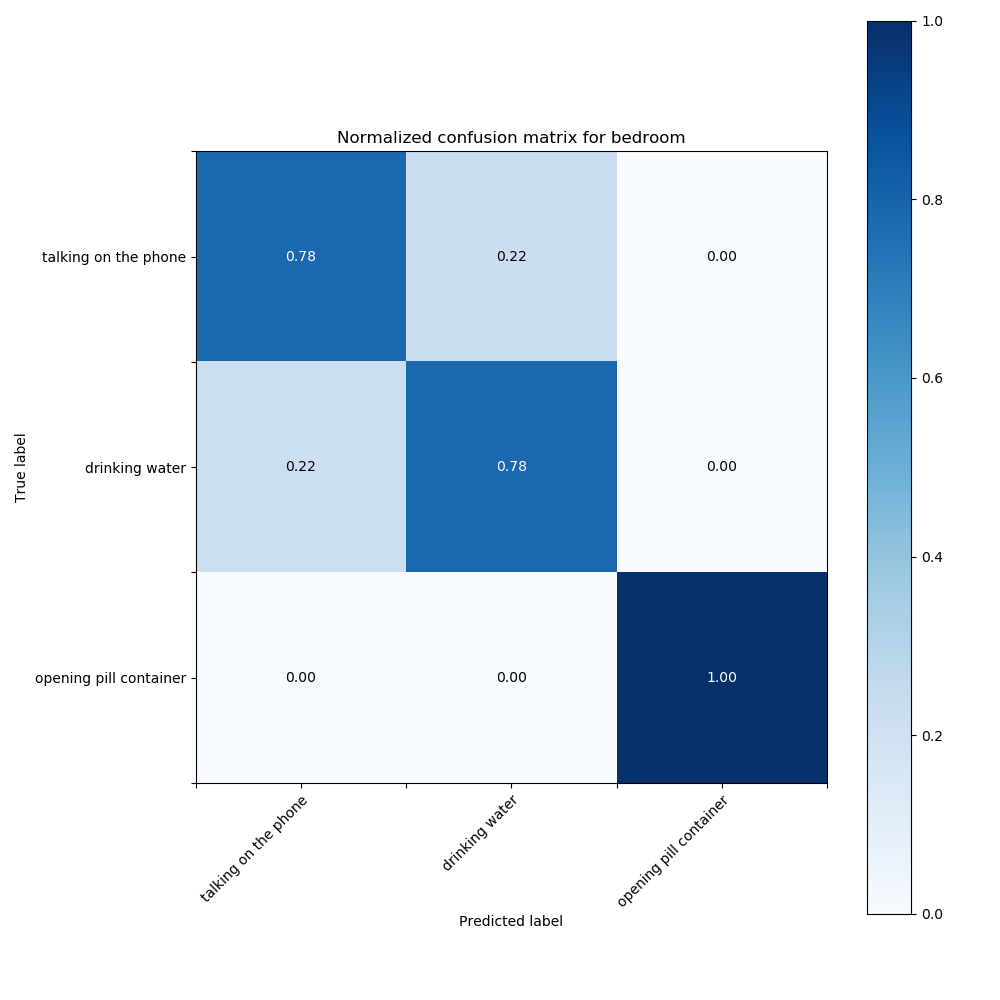 Normalized confusion matrix for bedroom
True label
talking on the phone
0.78
0.22
0.00
drinking water
0.22
0.78
0.00
opening pill container
0.00
0.00
1.00
talking on the phone
drinking water
opening pill container
Predicted label
1.0
0.8
0.6
0.4
0.2
0.0